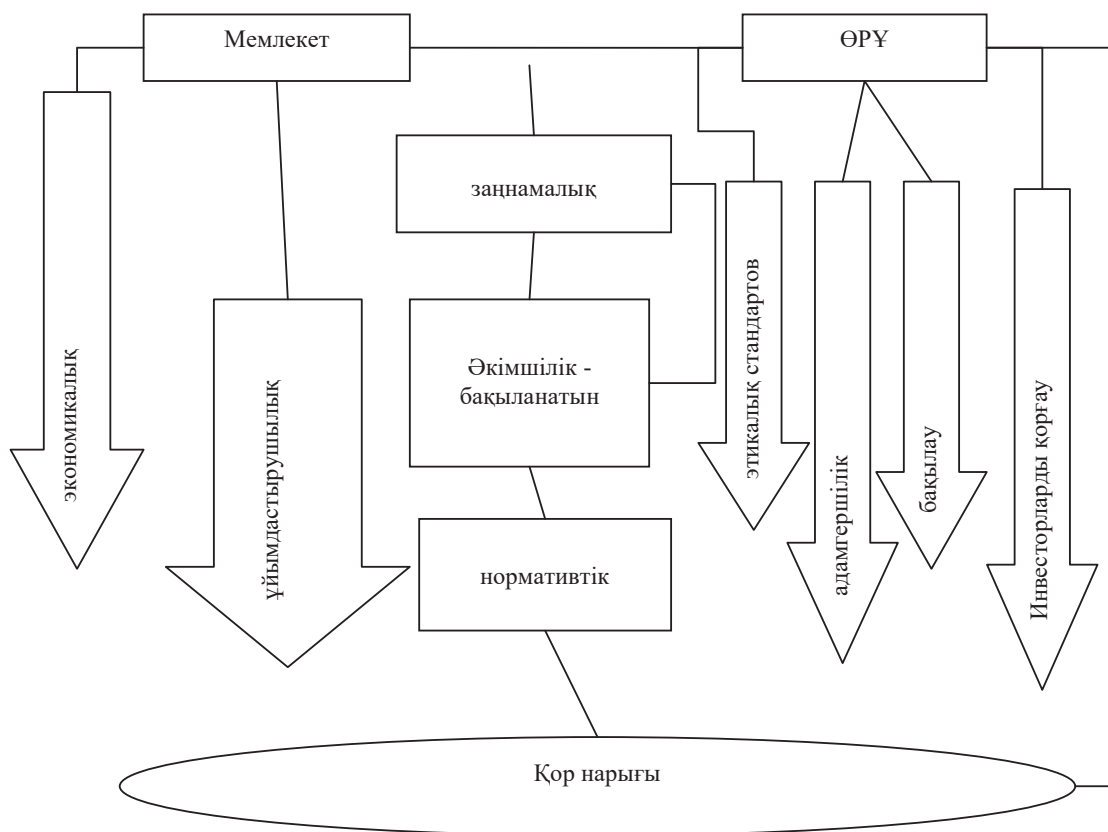 Мемлекет
ӨРҰ
заңнамалық
Әкімшілік -
бақыланатын
нормативтік
экономикалық
ұйымдастырушылық
этикалық стандартов
адамгершілік
бақылау
Инвесторларды қорғау
Қор нарығы